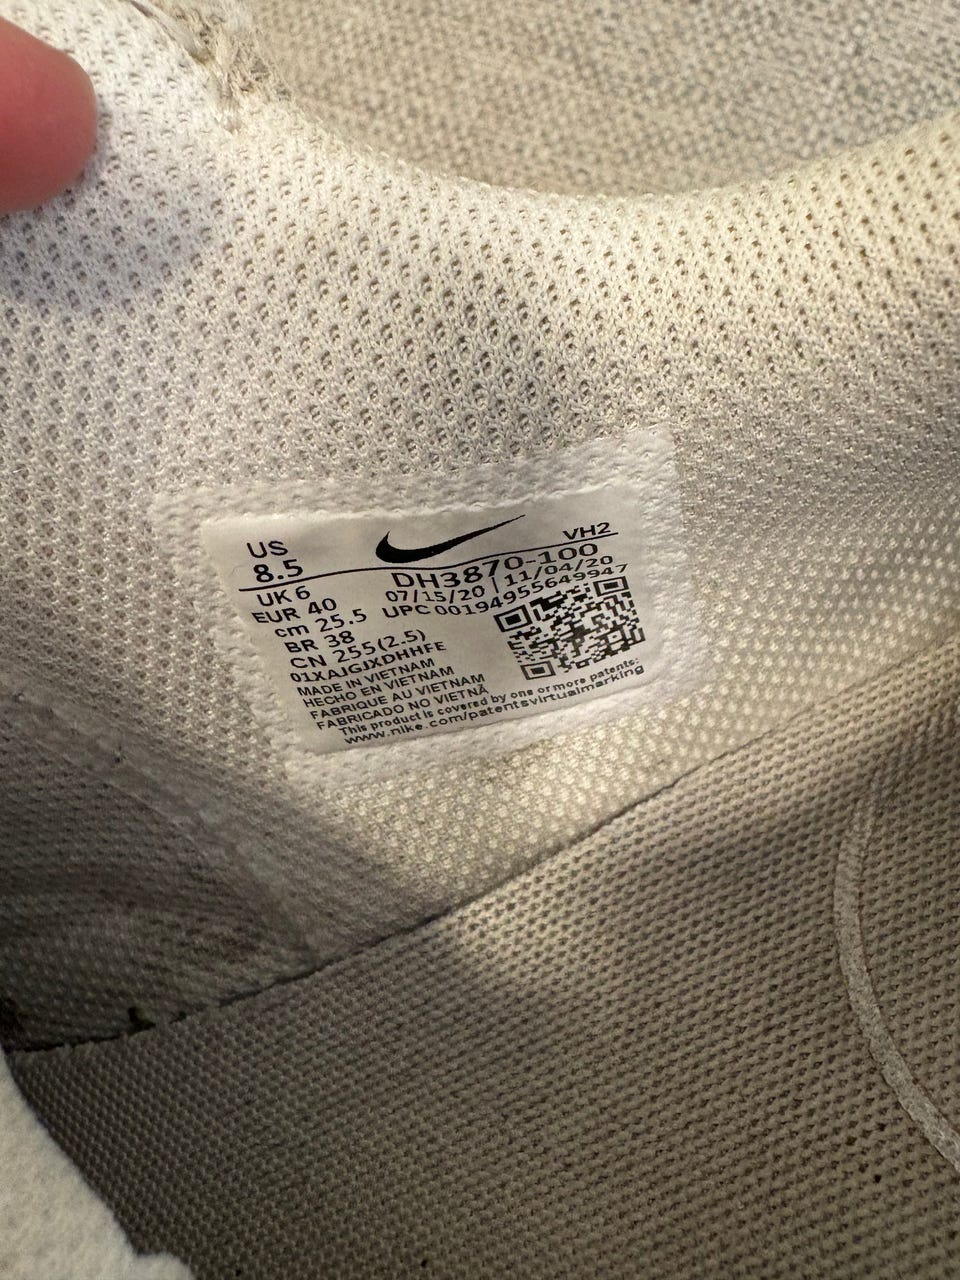 US
8.5
VH2
UK 6
EUR 40
cm 25.5
BR 38
CN 255(2.5)
DH3870-100
07/15/20 | 11/04/20
UPC 00194955649947
01XAJGJXDHHFE
MADE IN VIETNAM
HECHO EN VIETNAM
FABRIQUE AU VIETNAM
FABRICADO NO VIETNÃ
This product is covered by one or more patents:
www.nike.com/patentsvirtualmarking